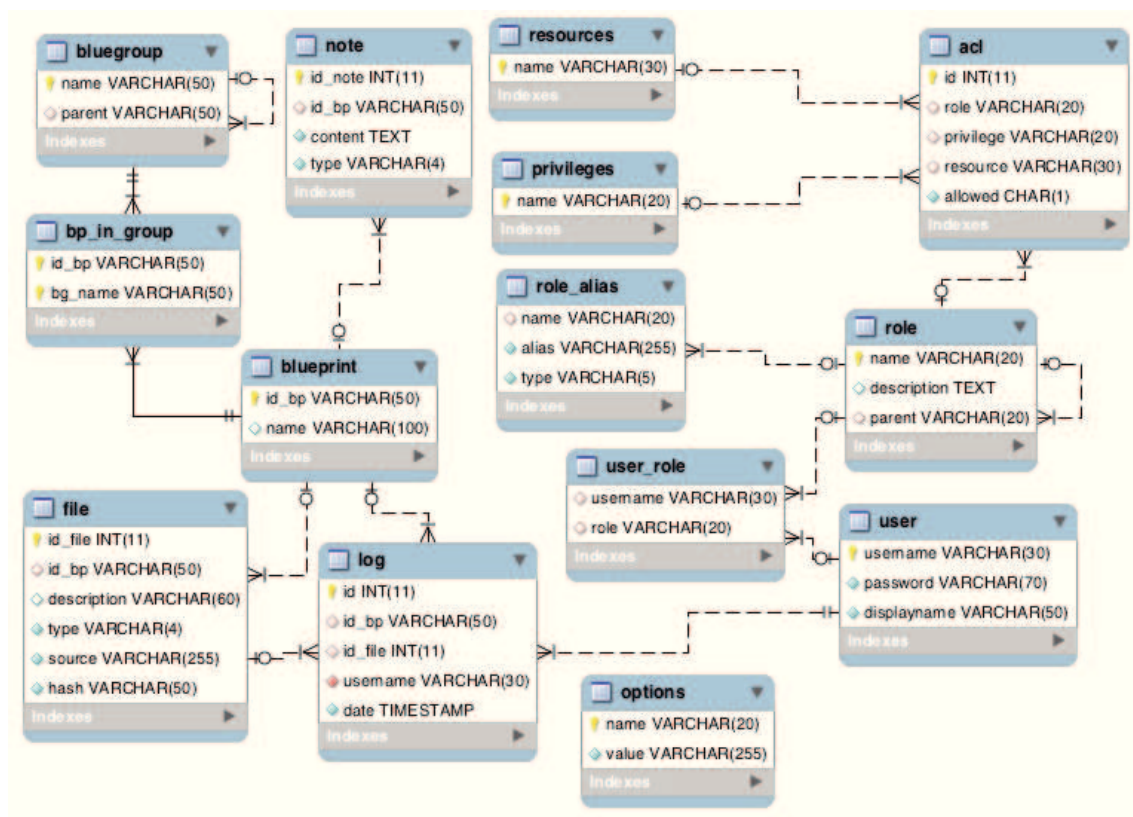 bluegroup
name VARCHAR(50)
parent VARCHAR(50)
Indexes
note
id_note INT(11)
id_bp VARCHAR(50)
content TEXT
type VARCHAR(4)
Indexes
resources
name VARCHAR(30)
Indexes
acl
id INT(11)
role VARCHAR(20)
privilege VARCHAR(20)
resource VARCHAR(30)
allowed CHAR(1)
Indexes
privileges
name VARCHAR(20)
Indexes
bp_in_group
id_bp VARCHAR(50)
bg_name VARCHAR(50)
Indexes
role_alias
name VARCHAR(20)
alias VARCHAR(255)
type VARCHAR(5)
Indexes
role
name VARCHAR(20)
description TEXT
parent VARCHAR(20)
Indexes
blueprint
id_bp VARCHAR(50)
name VARCHAR(100)
Indexes
user_role
username VARCHAR(30)
role VARCHAR(20)
Indexes
file
id_file INT(11)
id_bp VARCHAR(50)
description VARCHAR(60)
type VARCHAR(4)
source VARCHAR(255)
hash VARCHAR(50)
Indexes
log
id INT(11)
id_bp VARCHAR(50)
id_file INT(11)
username VARCHAR(30)
date TIMESTAMP
Indexes
user
username VARCHAR(30)
password VARCHAR(70)
displayname VARCHAR(50)
Indexes
options
name VARCHAR(20)
value VARCHAR(255)
Indexes